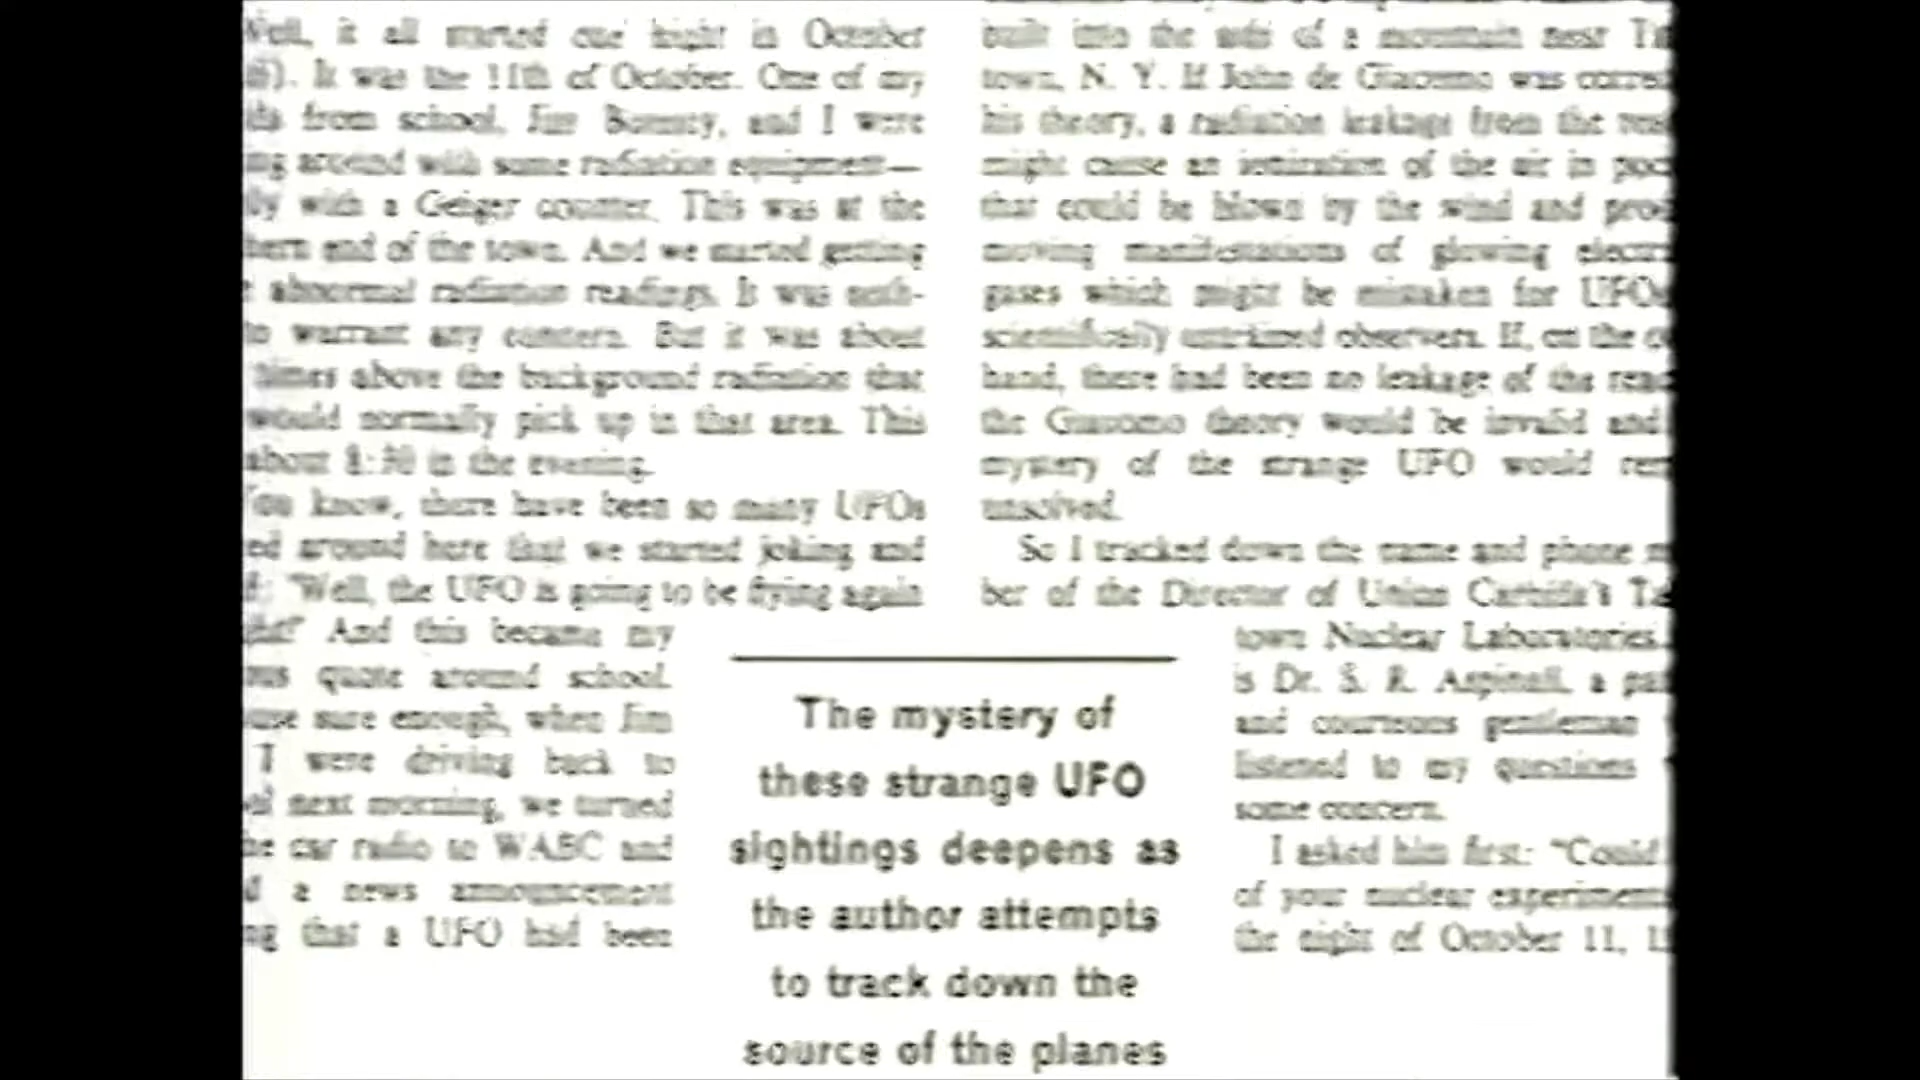 Well, it all started one night in October
It was the 11th of October. One of my
from school, Jim Bonney, and I were
around with some radiation equipment—
with a Geiger counter. This was at the
end of the town. And we started getting
abnormal radiation readings. It was
to warrant any concern. But it was about
times above the background radiation that
would normally pick up in that area. This
about 8:30 in the evening.
know, there have been so many UFOs
around here that we started joking and
"Well, the UFO is going to be flying again
And this became my
quote around school.
sure enough, when Jim
I were driving back to
next morning, we turned
car radio to WABC and
a news announcement
that a UFO had been
The mystery of
these strange UFO
sightings deepens as
the author attempts
to track down the
source of the planes
built into the side of a mountain near
town, N. Y. If John de Giacomo was
his theory, a radiation leakage from the
might cause an ionization of the air in
that could be blown by the wind and
moving manifestations of glowing
gases which might be mistaken for UFOs
scientifically untrained observers. If, on the
hand, there had been no leakage of the
the Giacomo theory would be invalid and
mystery of the strange UFO would
unsolved.
So I tracked down the name and phone
ber of the Director of Union Carbide's
town Nuclear Laboratories.
is Dr. S. R. Aspinall, a
and courteous gentleman
listened to my questions
some concern.
I asked him first: "Could
of your nuclear experiments
the night of October 11,